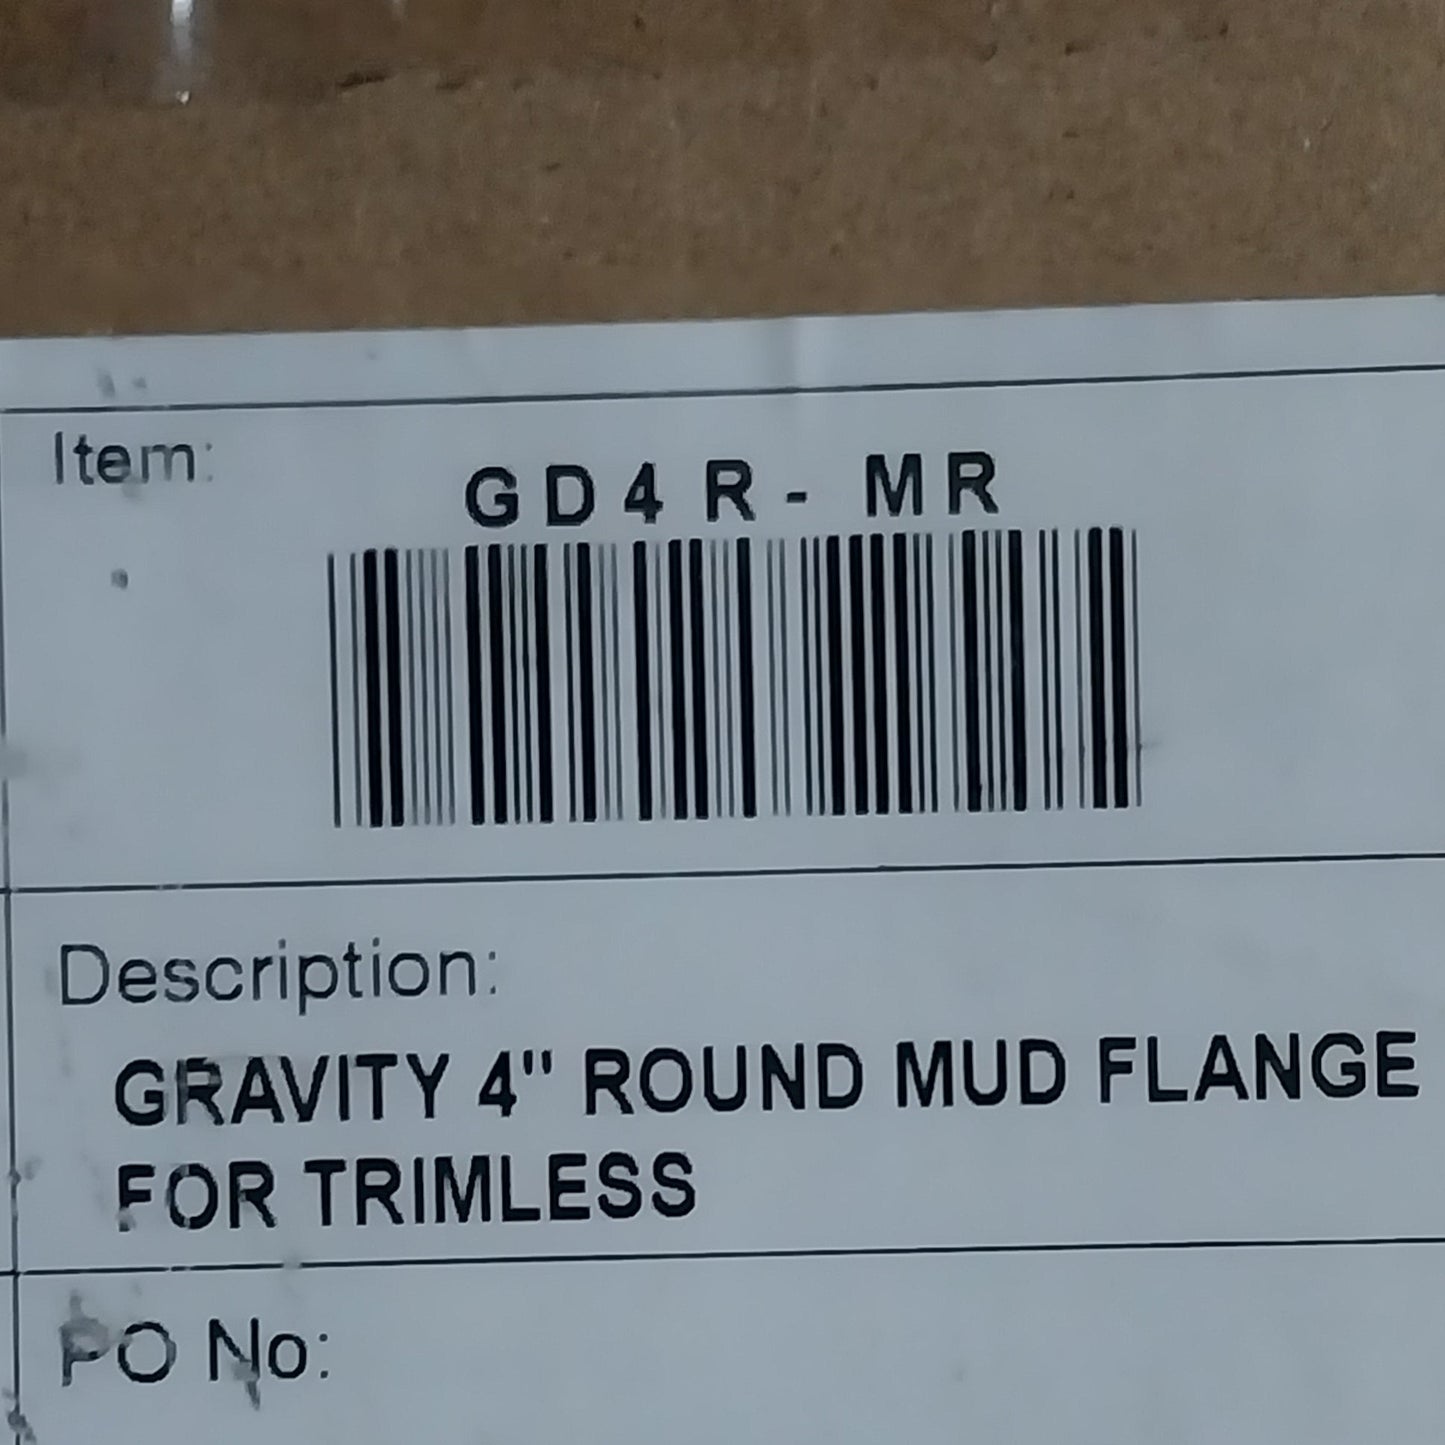 Item:
GD4R-MR
Description:
GRAVITY 4" ROUND MUD FLANGE
FOR TRIMLESS
PO No: